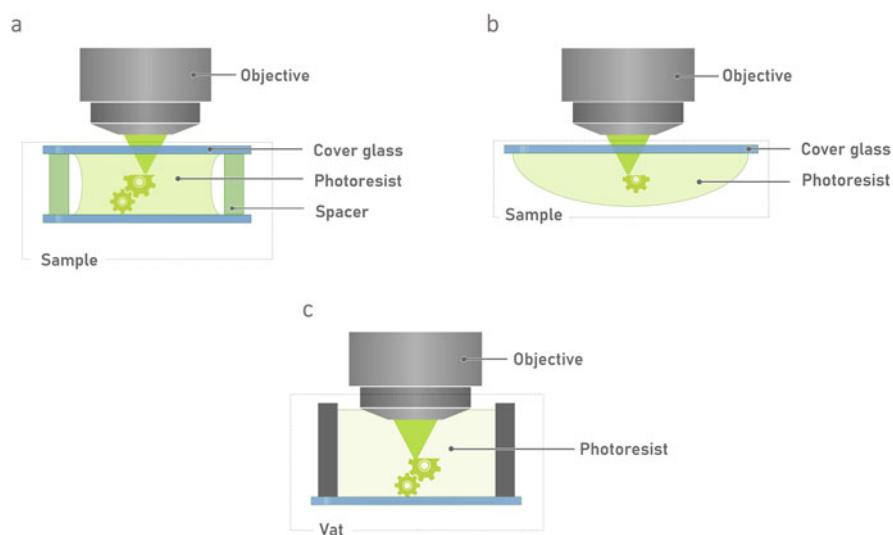 a
Objective
Cover glass
Photoresist
Spacer
Sample
b
Objective
Cover glass
Photoresist
Sample
c
Objective
Photoresist
Vat